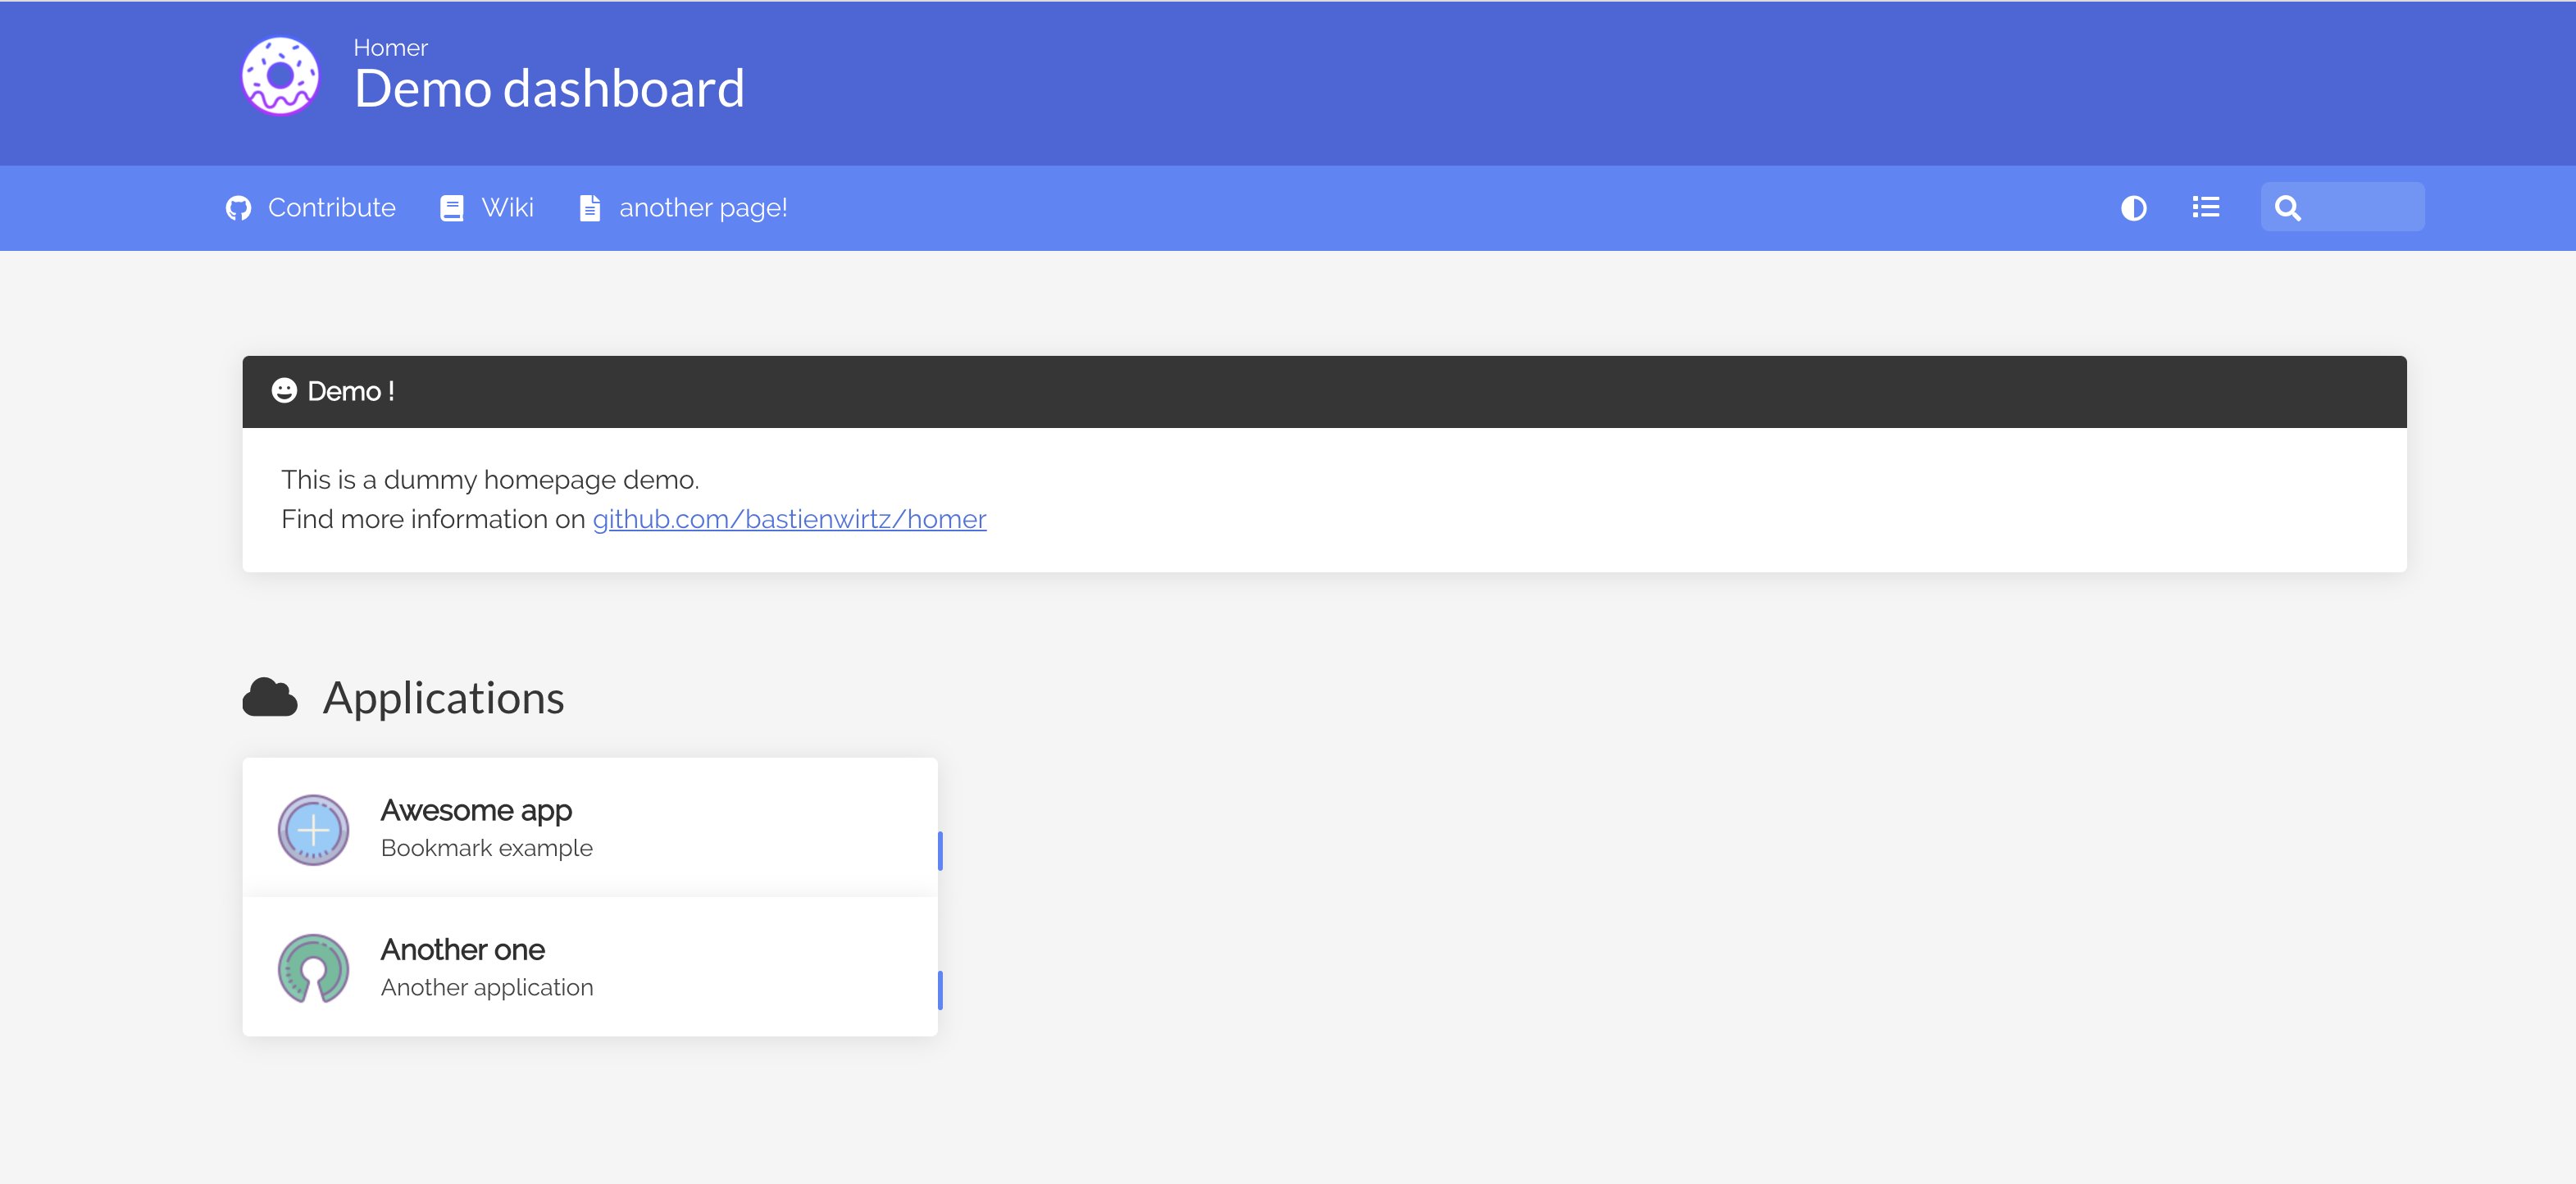 Homer
Demo dashboard
Contribute
Wiki
another page!
Demo !
This is a dummy homepage demo.
Find more information on github.com/bastienwirtz/homer
Applications
Awesome app
Bookmark example
Another one
Another application